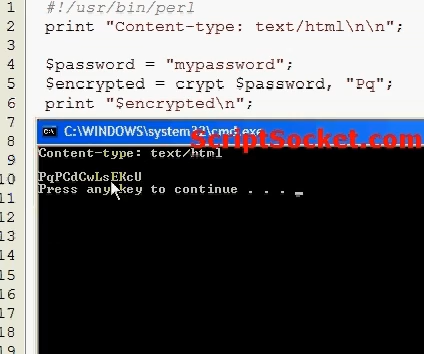 1 #!/usr/bin/perl
2 print "Content-type: text/html\n\n";
3
4 $password = "mypassword";
5 $encrypted = crypt $password, "Pq";
6 print "$encrypted\n";
7
8 C:\WINDOWS\system32\cmd.exe
ScriptSocket.com
9 Content-type: text/html
10 PqPCdCwLsEKcU
11 Press any key to continue . . .
12
13
14
15
16
17
18
19